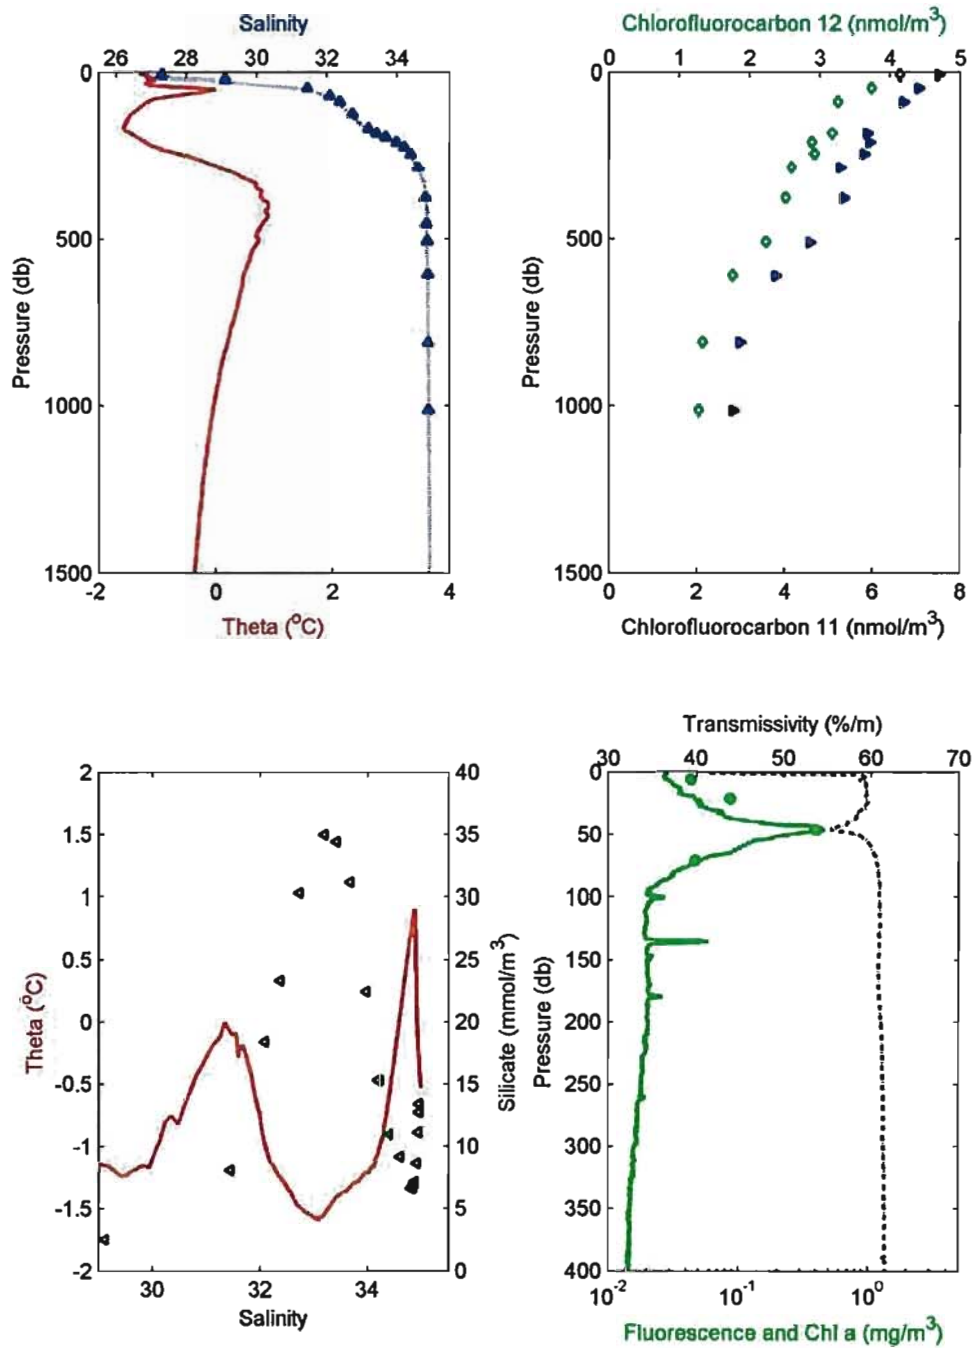 Salinity
26 28 30 32 34
0
500
1000
1500
Pressure (db)
-2 0 2 4
Theta (°C)
Chlorofluorocarbon 12 (nmol/m³)
0 1 2 3 4 5
0
500
1000
1500
Pressure (db)
0 2 4 6 8
Chlorofluorocarbon 11 (nmol/m³)
2
1.5
1
0.5
0
-0.5
-1
-1.5
-2
Theta (°C)
40
35
30
25
20
15
10
5
0
Silicate (mmol/m³)
30 32 34
Salinity
Transmissivity (%/m)
30 40 50 60 70
0
50
100
150
200
250
300
350
400
Pressure (db)
10⁻² 10⁻¹ 10⁰
Fluorescence and Chl a (mg/m³)